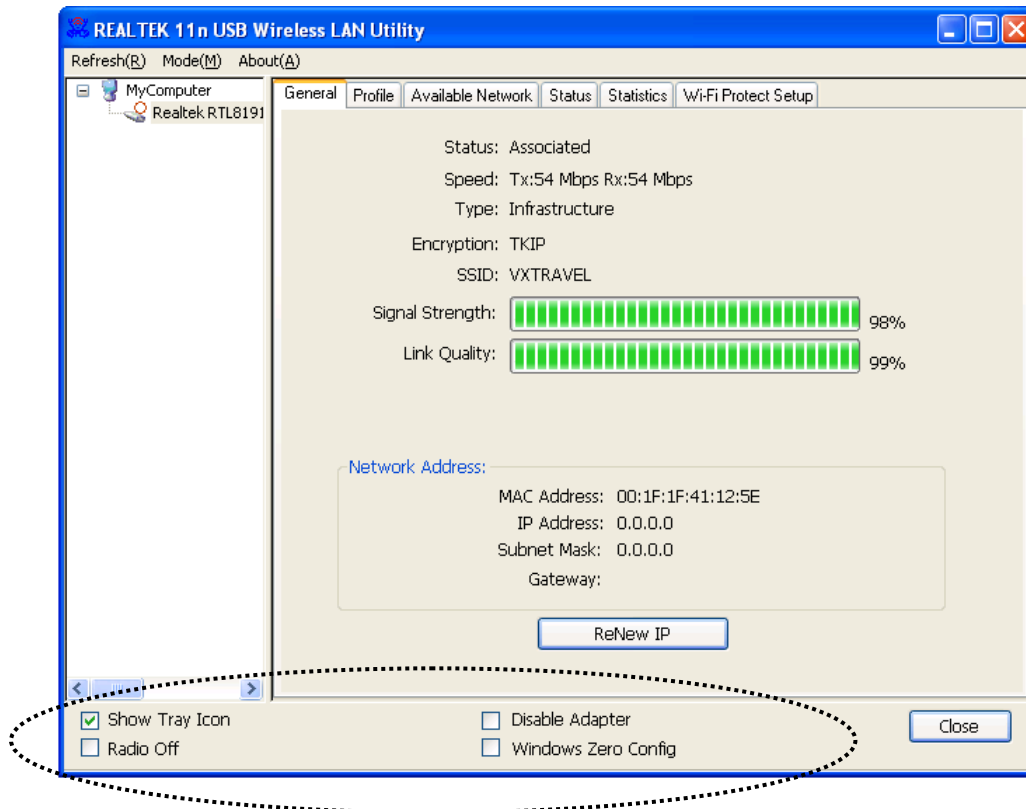 REALTEK 11n USB Wireless LAN Utility
Refresh(R) Mode(M) About(A)
MyComputer
Realtek RTL8191
General Profile Available Network Status Statistics Wi-Fi Protect Setup
Status: Associated
Speed: Tx:54 Mbps Rx:54 Mbps
Type: Infrastructure
Encryption: TKIP
SSID: VXTRAVEL
Signal Strength: 98%
Link Quality: 99%
Network Address:
MAC Address: 00:1F:1F:41:12:5E
IP Address: 0.0.0.0
Subnet Mask: 0.0.0.0
Gateway:
ReNew IP
Show Tray Icon Disable Adapter
Radio Off Windows Zero Config
Close